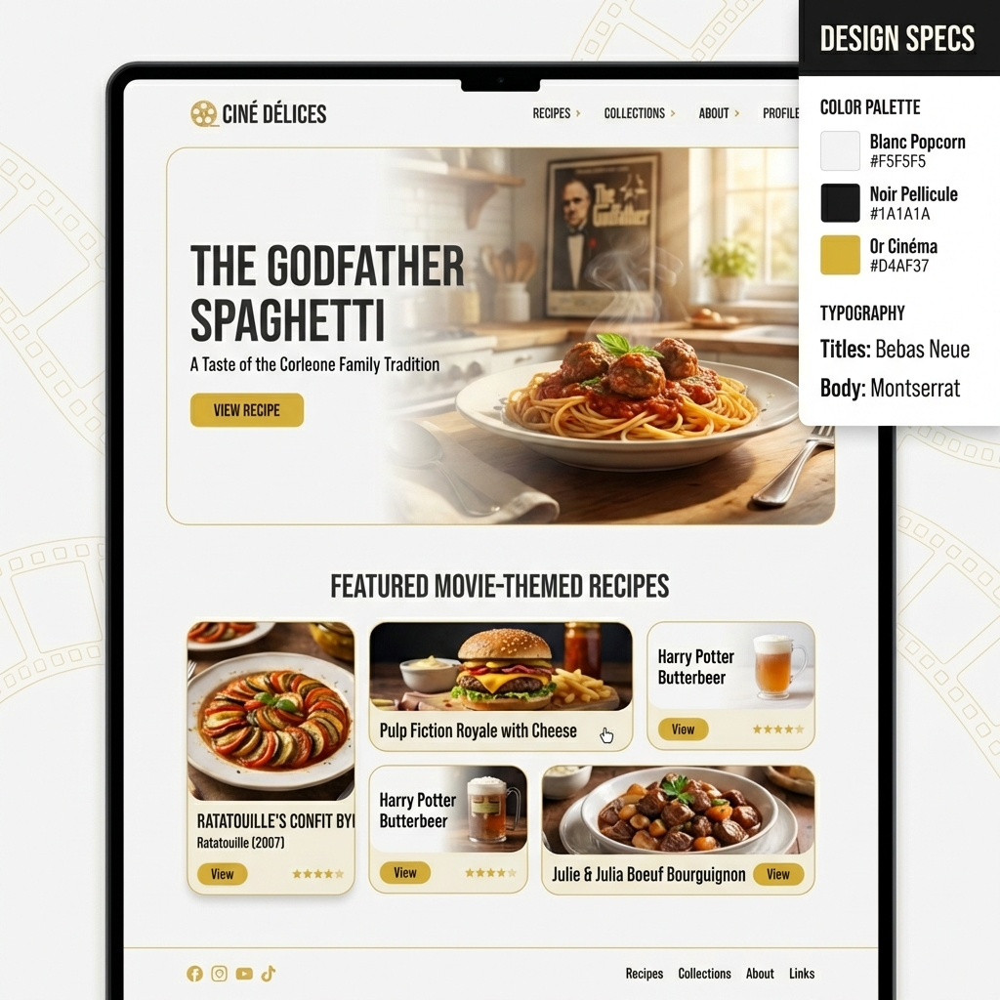 CINÉ DÉLICES
RECIPES
COLLECTIONS
ABOUT
PROFILE
THE GODFATHER
SPAGHETTI
A Taste of the Corleone Family Tradition
VIEW RECIPE
The
Godfather
DESIGN SPECS
COLOR PALETTE
Blanc Popcorn
#F5F5F5
Noir Pellicule
#1A1A1A
Or Cinéma
#D4AF37
TYPOGRAPHY
Titles: Bebas Neue
Body: Montserrat
FEATURED MOVIE-THEMED RECIPES
RATATOUILLE'S CONFIT
Ratatouille (2007)
View
Pulp Fiction Royale with Cheese
Harry Potter
Butterbeer
View
Harry Potter
Butterbeer
View
Julie & Julia Boeuf Bourguignon
View
Recipes
Collections
About
Links